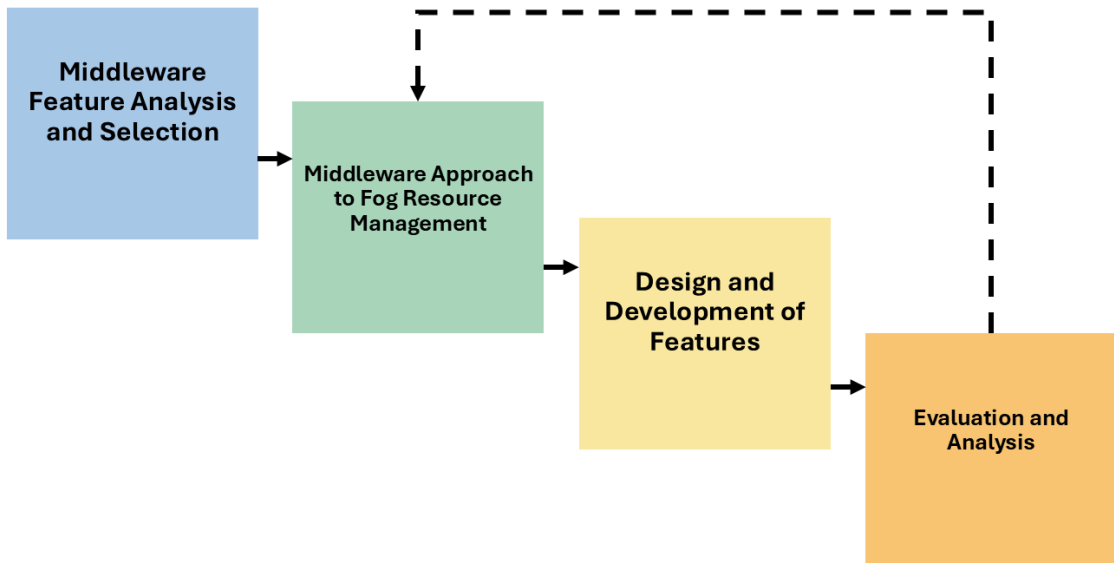 Middleware
Feature Analysis
and Selection
Middleware Approach
to Fog Resource
Management
Design and
Development of
Features
Evaluation and
Analysis